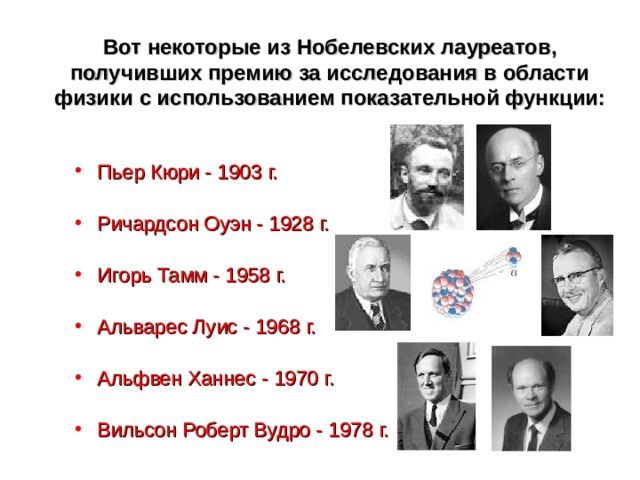 Вот некоторые из Нобелевских лауреатов,
получивших премию за исследования в области
физики с использованием показательной функции:
• Пьер Кюри - 1903 г.
• Ричардсон Оуэн - 1928 г.
• Игорь Тамм - 1958 г.
• Альварес Луис - 1968 г.
• Альфвен Ханнес - 1970 г.
• Вильсон Роберт Вудро - 1978 г.